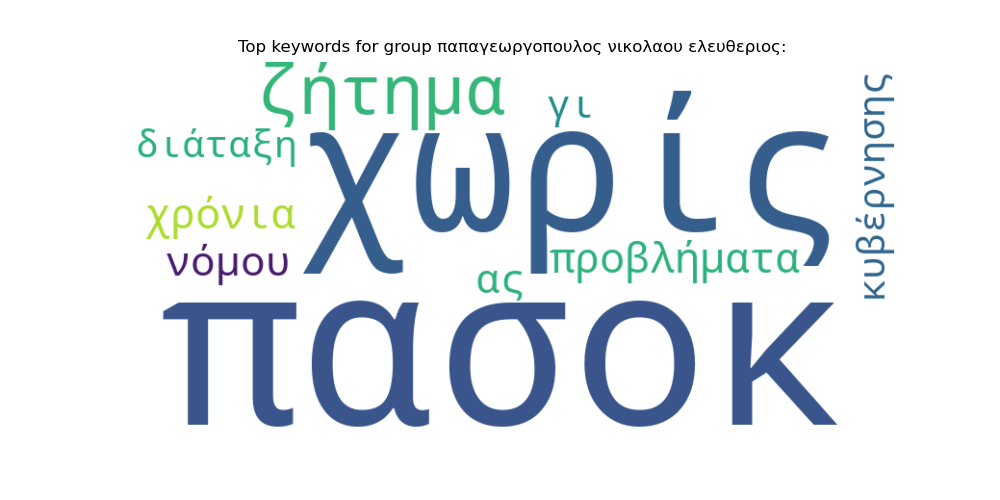 Top keywords for group παπαγεωργοπουλος νικολαου ελευθεριος:
ζήτημα
γι
διάταξη
χωρίς
κυβέρνησης
χρόνια
νόμου
προβλήματα
ας
πασοκ